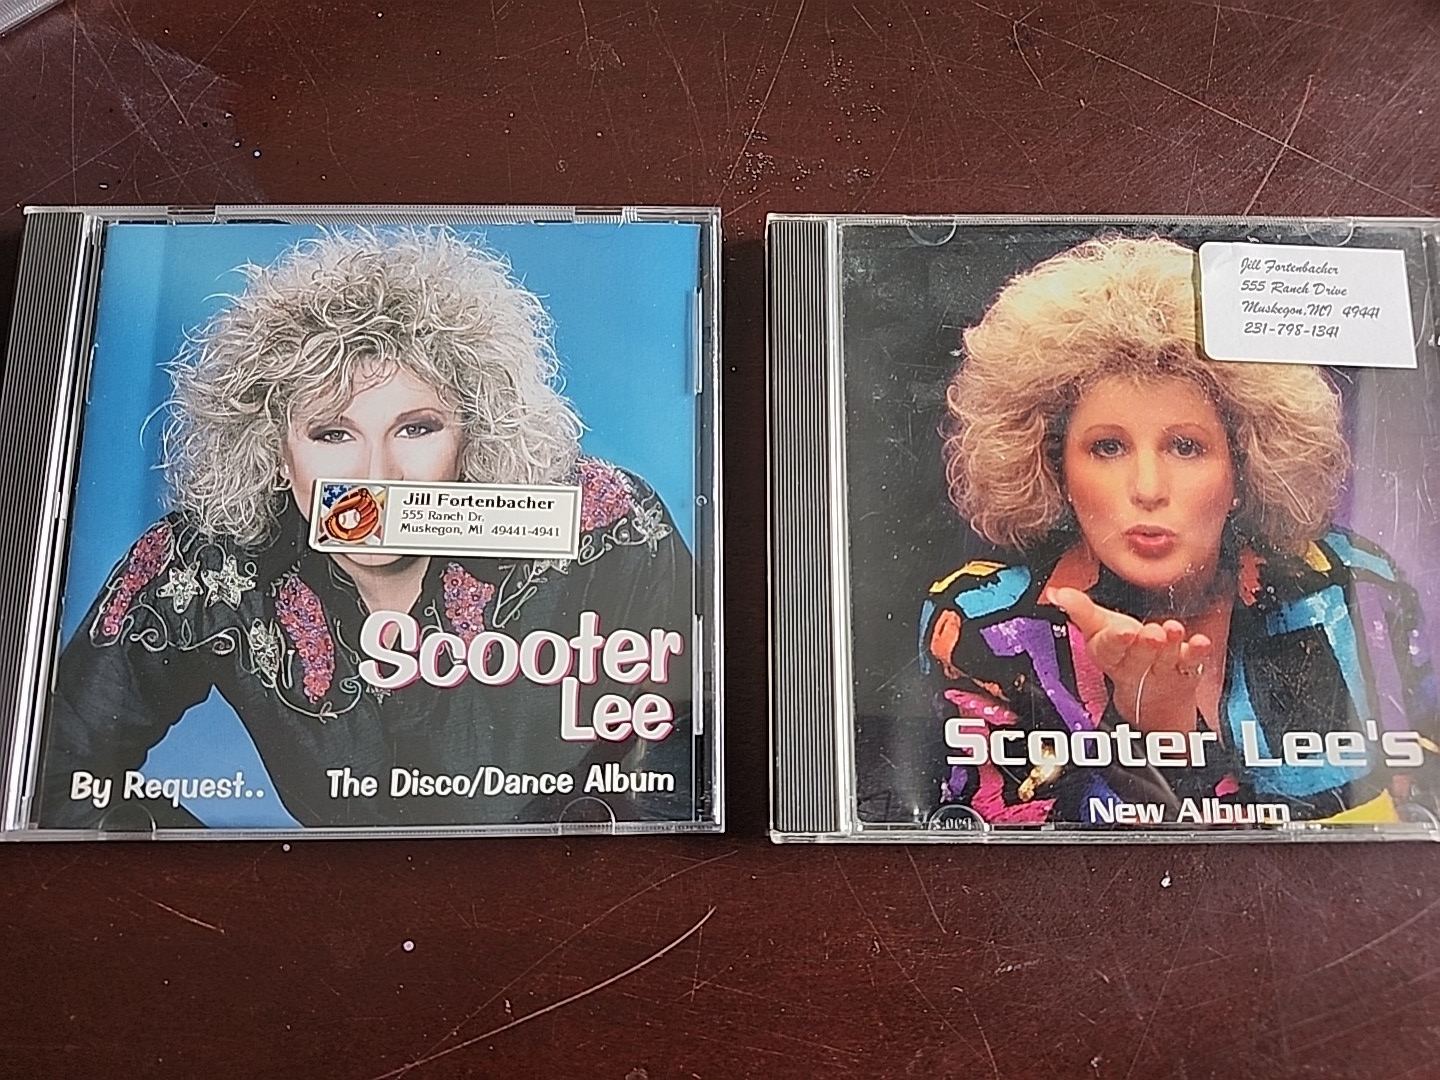 Jill Fortenbacher
555 Ranch Dr.
Muskegon, MI 49441-4941
Scooter
Lee
By Request.. The Disco/Dance Album
Jill Fortenbacher
555 Ranch Drive
Muskegon, MI 49441
231-798-1341
Scooter Lee's
New Album